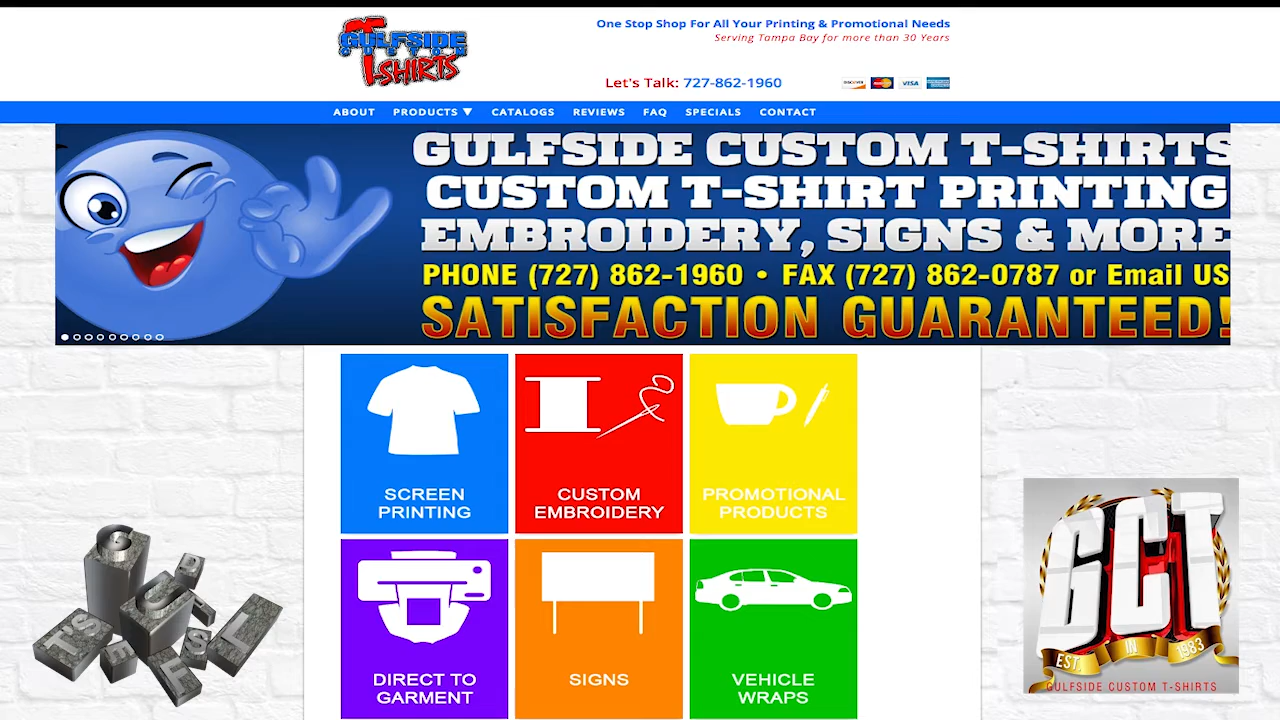 GULFSIDE
CUSTOM
T-SHIRTS
One Stop Shop For All Your Printing & Promotional Needs
Serving Tampa Bay for more than 30 Years
Let's Talk: 727-862-1960
DISCOVER MasterCard VISA
ABOUT PRODUCTS ▼ CATALOGS REVIEWS FAQ SPECIALS CONTACT
GULFSIDE CUSTOM T-SHIRTS
CUSTOM T-SHIRT PRINTING
EMBROIDERY, SIGNS & MORE
PHONE (727) 862-1960 • FAX (727) 862-0787 or Email US
SATISFACTION GUARANTEED!
SCREEN
PRINTING
CUSTOM
EMBROIDERY
PROMOTIONAL
PRODUCTS
DIRECT TO
GARMENT
SIGNS
VEHICLE
WRAPS
GCT
EST. IN 1983
GULFSIDE CUSTOM T-SHIRTS